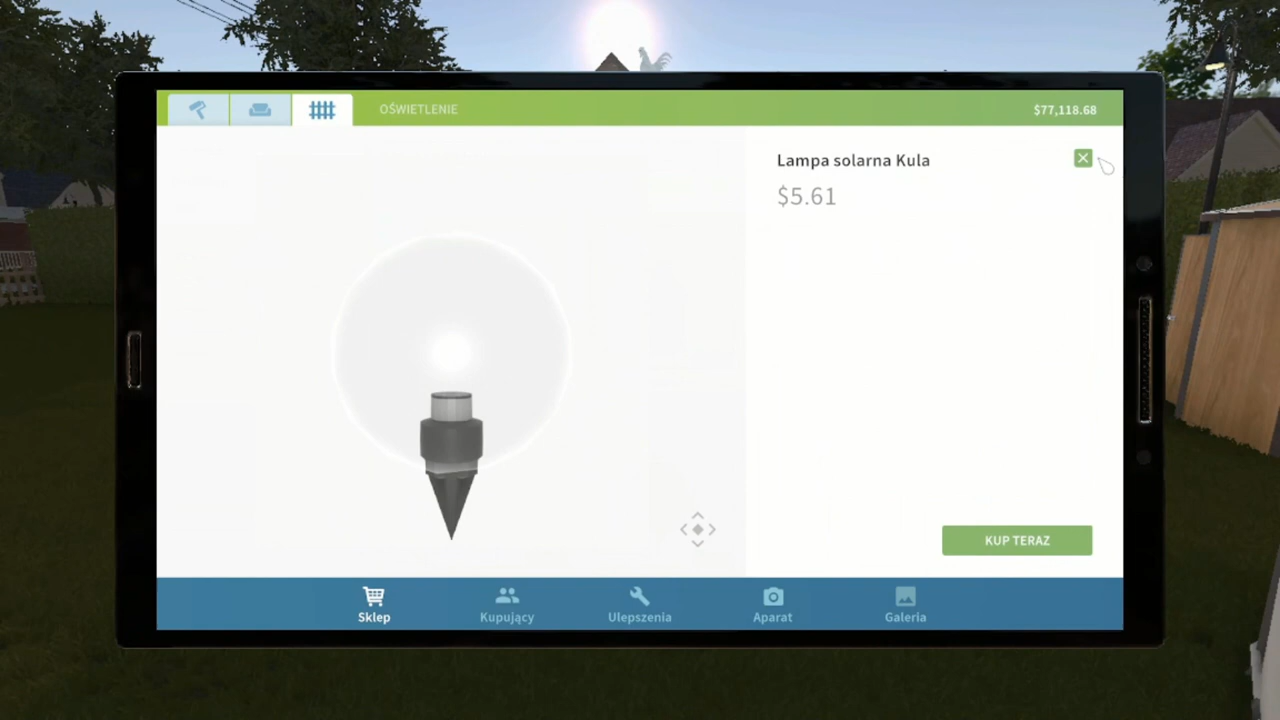 OŚWIETLENIE
$77,118.68
Lampa solarna Kula
$5.61
KUP TERAZ
Sklep
Kupujący
Ulepszenia
Aparat
Galeria